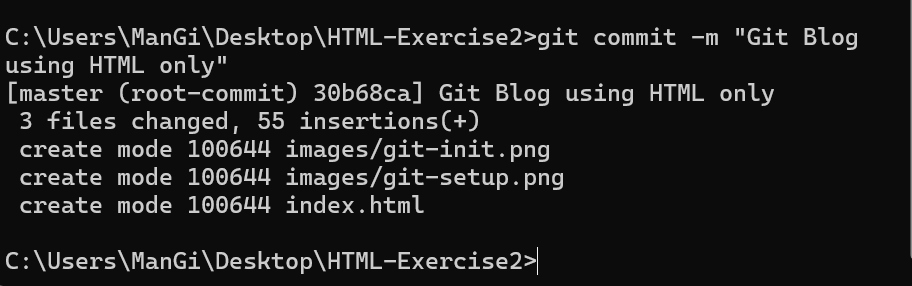 C:\Users\ManGi\Desktop\HTML-Exercise2>git commit -m "Git Blog
using HTML only"
[master (root-commit) 30b68ca] Git Blog using HTML only
 3 files changed, 55 insertions(+)
 create mode 100644 images/git-init.png
 create mode 100644 images/git-setup.png
 create mode 100644 index.html
C:\Users\ManGi\Desktop\HTML-Exercise2>